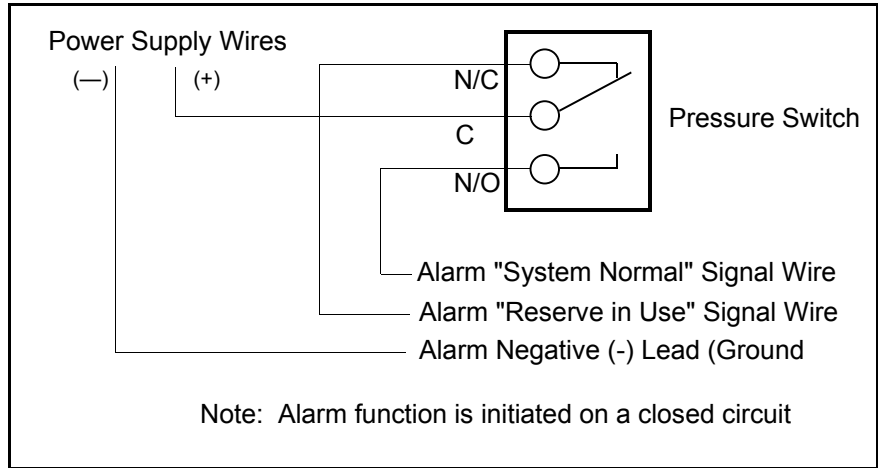 Power Supply Wires
(—) (+)
N/C
C
N/O
Pressure Switch
Alarm "System Normal" Signal Wire
Alarm "Reserve in Use" Signal Wire
Alarm Negative (-) Lead (Ground
Note: Alarm function is initiated on a closed circuit